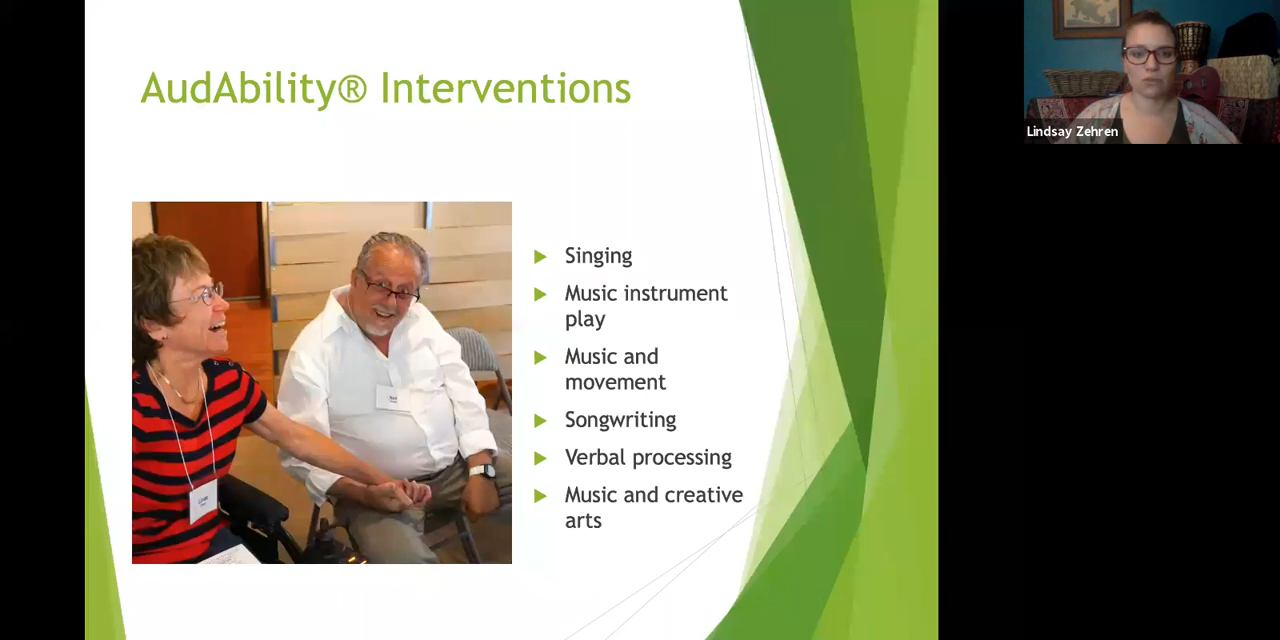 AudAbility® Interventions
Lindsay Zehren
Singing
Music instrument
play
Music and
movement
Songwriting
Verbal processing
Music and creative
arts